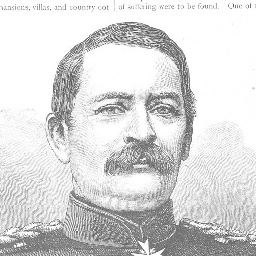 mansions, villas, and country cot
of suffering were to be found. One of